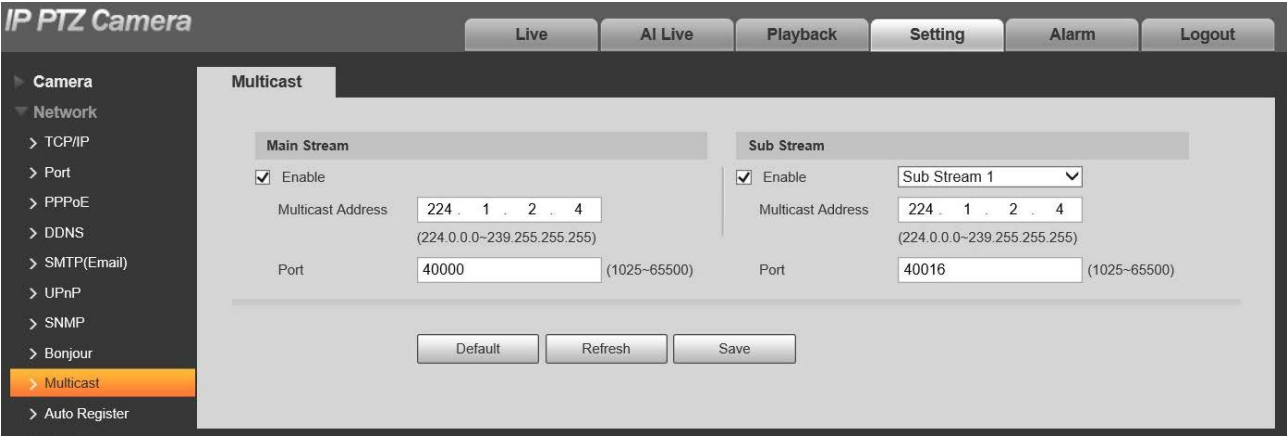 IP PTZ Camera
Live
AI Live
Playback
Setting
Alarm
Logout
Camera
Network
TCP/IP
Port
PPPoE
DDNS
SMTP(Email)
UPnP
SNMP
Bonjour
Multicast
Auto Register
Multicast
Main Stream
Enable
Multicast Address 224 . 1 . 2 . 4
(224.0.0.0~239.255.255.255)
Port 40000 (1025~65500)
Sub Stream
Enable Sub Stream 1
Multicast Address 224 . 1 . 2 . 4
(224.0.0.0~239.255.255.255)
Port 40016 (1025~65500)
Default Refresh Save